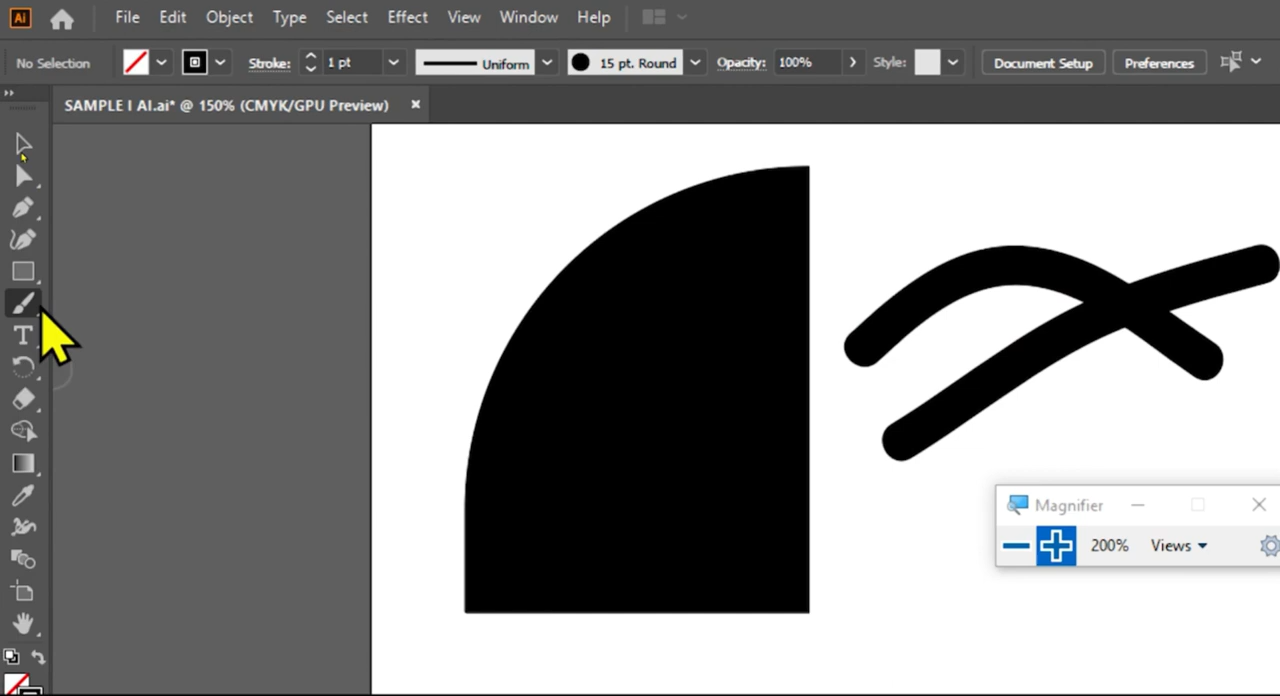 Ai File Edit Object Type Select Effect View Window Help
No Selection Stroke: 1 pt Uniform 15 pt. Round Opacity: 100% Style: Document Setup Preferences
SAMPLE I AI.ai* @ 150% (CMYK/GPU Preview)
T
Magnifier
200% Views